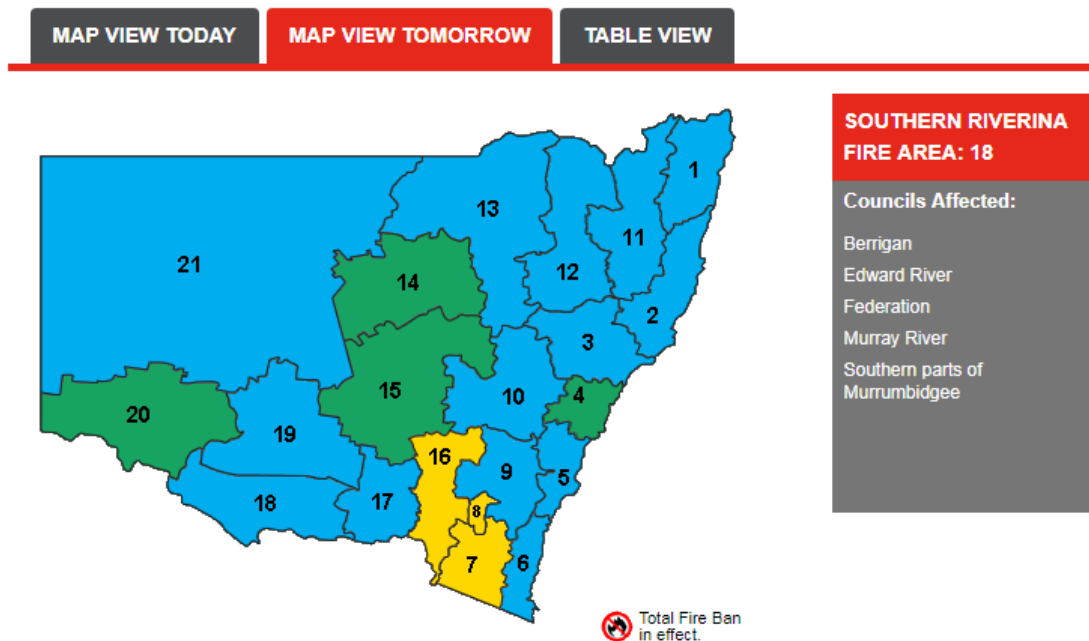 MAP VIEW TODAY
MAP VIEW TOMORROW
TABLE VIEW
SOUTHERN RIVERINA
FIRE AREA: 18
Councils Affected:
Berrigan
Edward River
Federation
Murray River
Southern parts of
Murrumbidgee
1
13
11
21
12
14
2
3
15
10
4
20
19
16
9
5
18
17
8
7
6
Total Fire Ban
in effect.